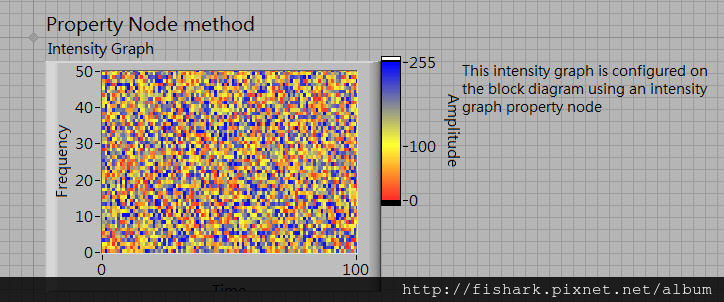 Property Node method
Intensity Graph
50
40
30
20
10
0
Frequency
0
100
Time
255
100
0
Amplitude
This intensity graph is configured on
the block diagram using an intensity
graph property node
http://fishark.pixnet.net/album